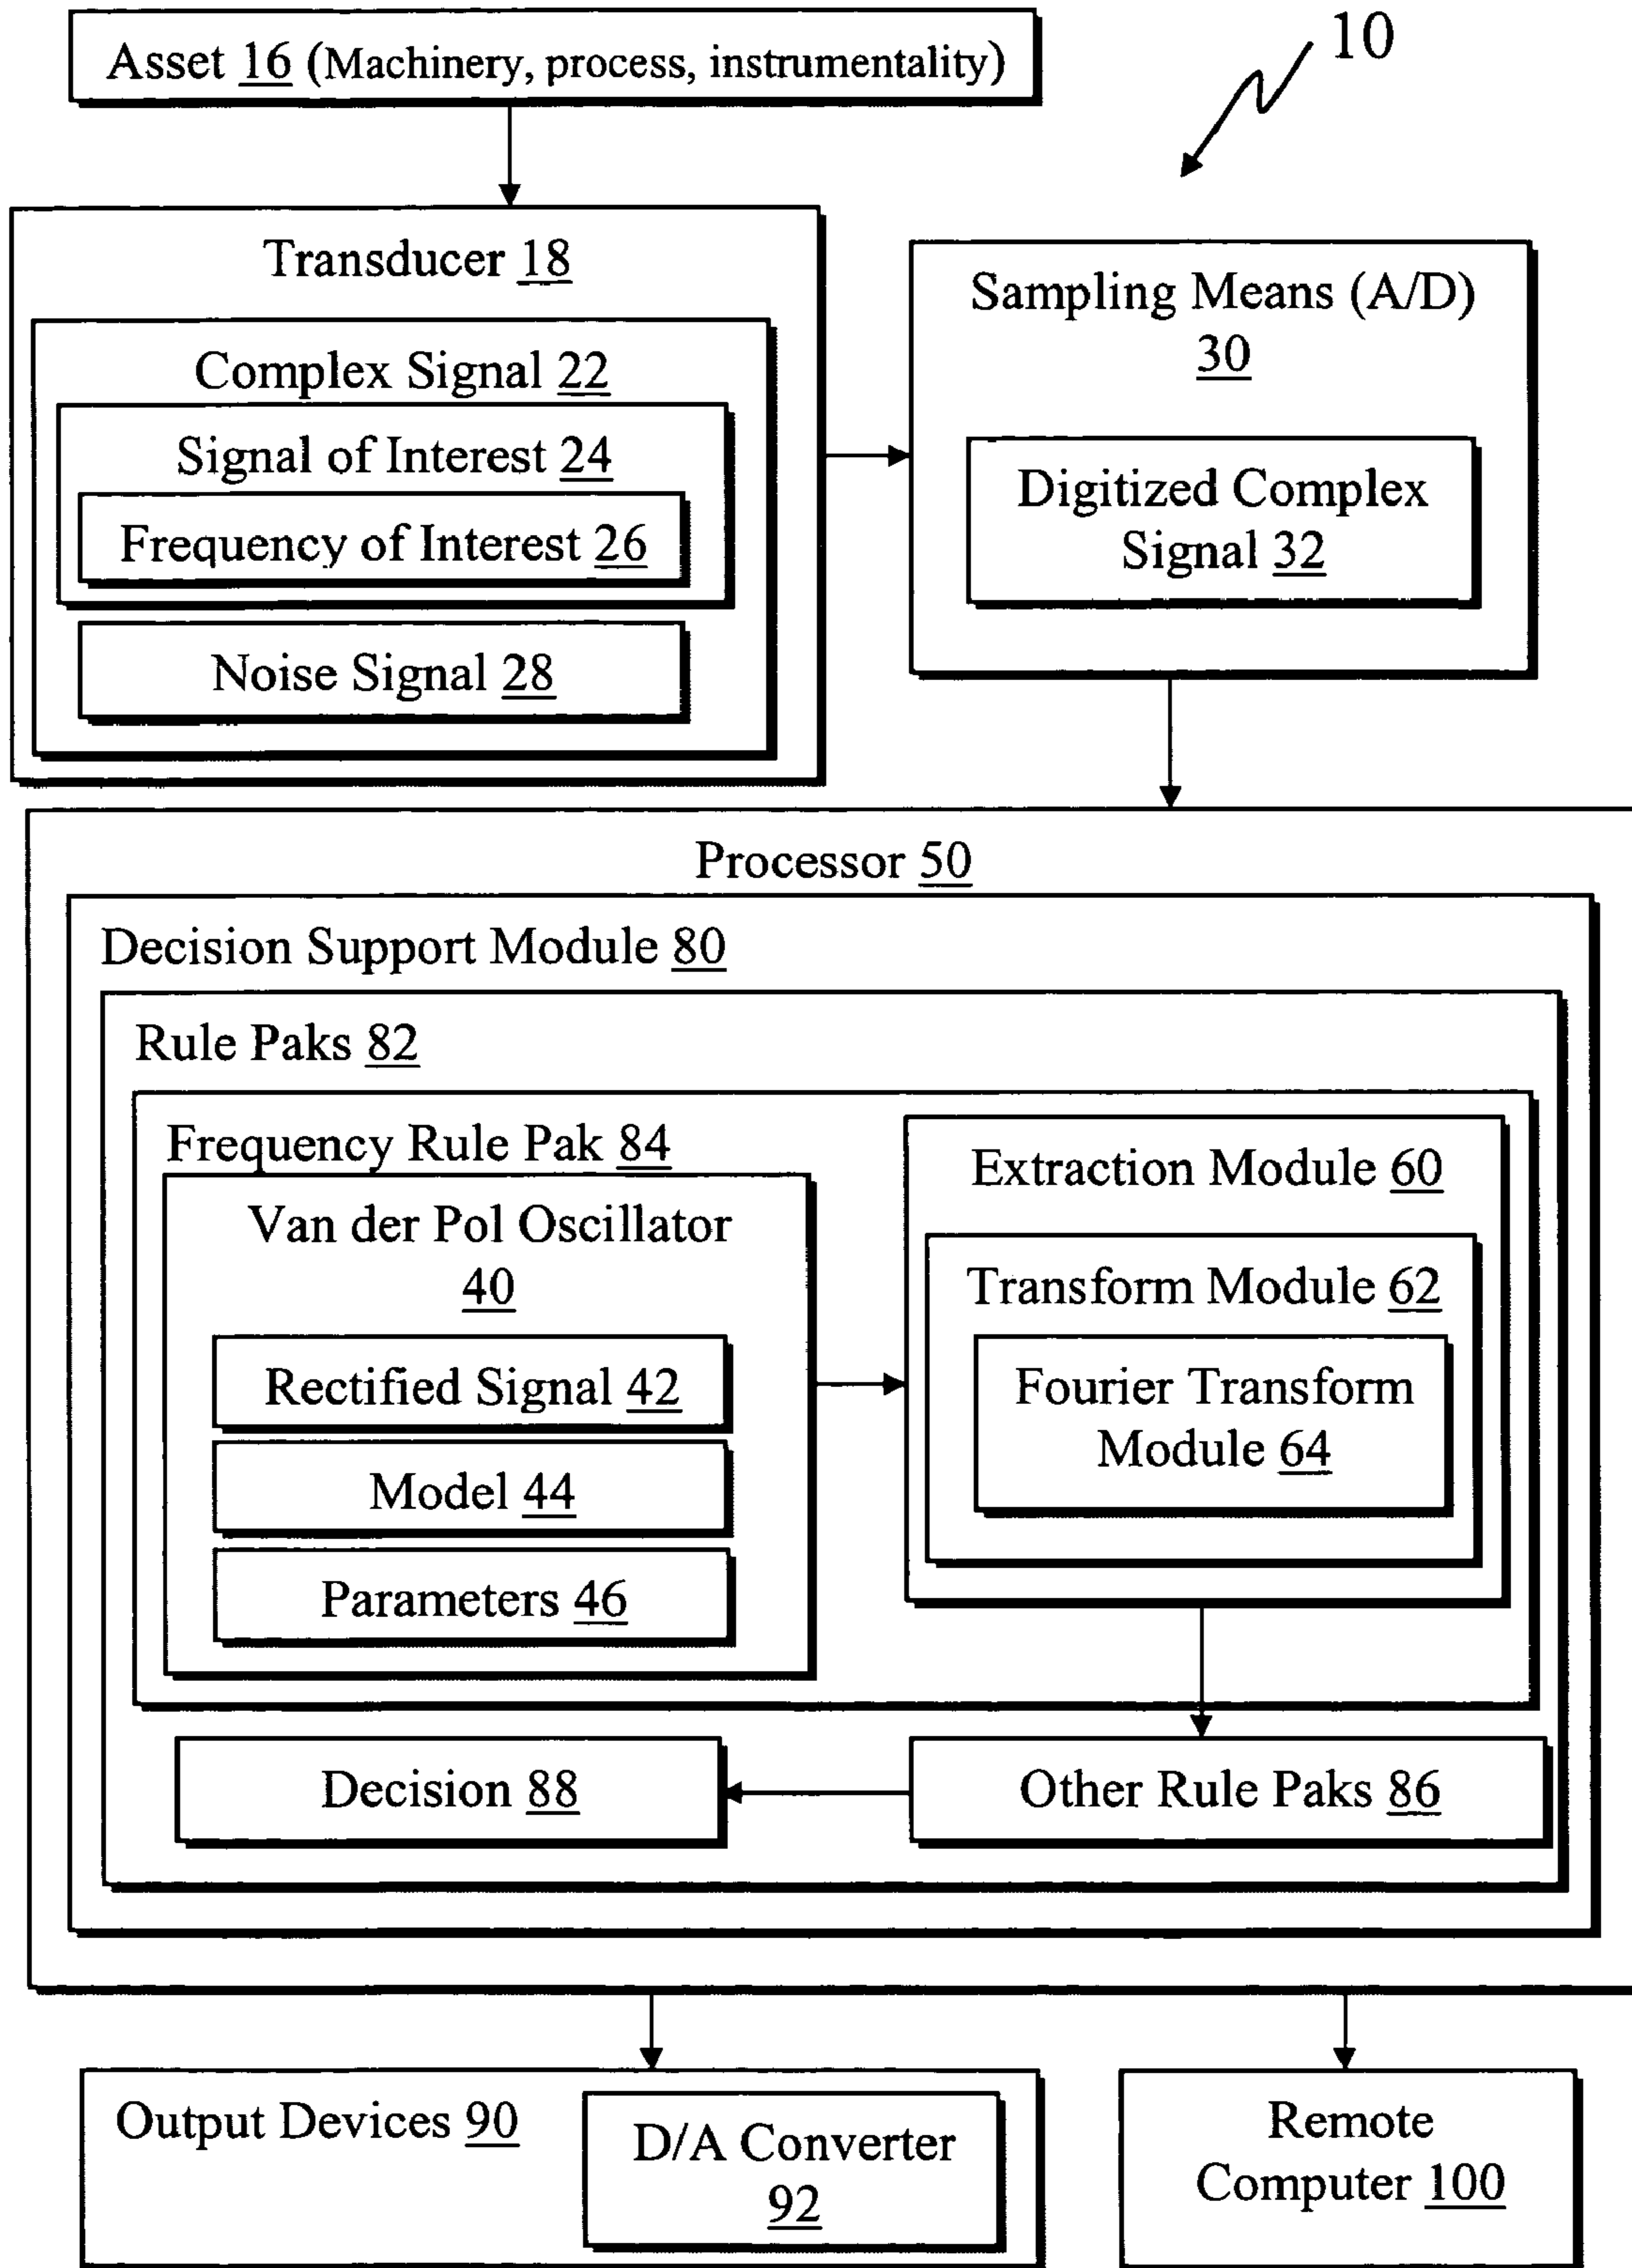 Asset 16 (Machinery, process, instrumentality)
10
Transducer 18
Complex Signal 22
Signal of Interest 24
Frequency of Interest 26
Noise Signal 28
Sampling Means (A/D)
30
Digitized Complex
Signal 32
Processor 50
Decision Support Module 80
Rule Paks 82
Frequency Rule Pak 84
Van der Pol Oscillator
40
Rectified Signal 42
Model 44
Parameters 46
Extraction Module 60
Transform Module 62
Fourier Transform
Module 64
Decision 88
Other Rule Paks 86
Output Devices 90
D/A Converter
92
Remote
Computer 100